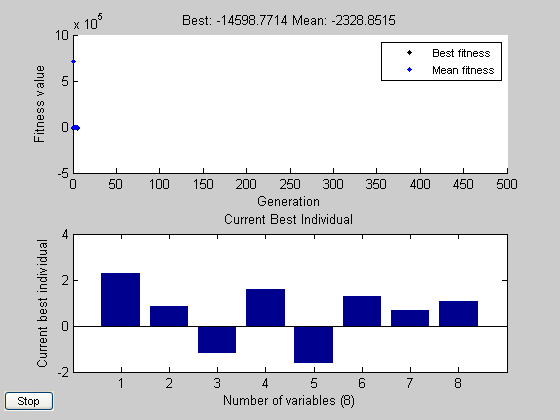 Best: -14598.7714 Mean: -2328.8515
x 10^5
10
5
0
-5
Fitness value
Best fitness
Mean fitness
0 50 100 150 200 250 300 350 400 450 500
Generation
Current Best Individual
4
2
0
-2
Current best individual
1 2 3 4 5 6 7 8
Number of variables (8)
Stop